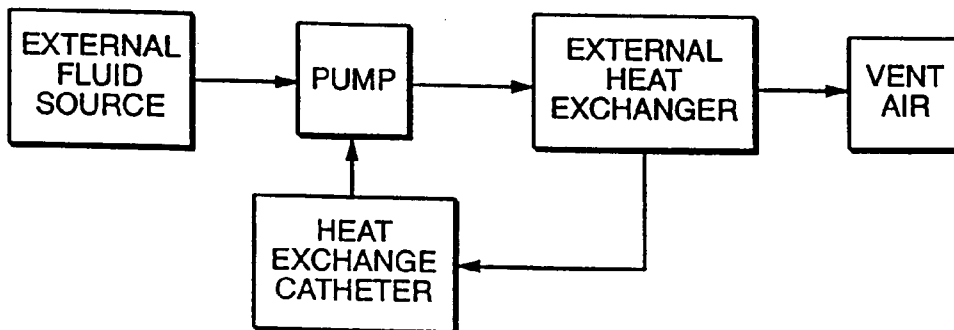 EXTERNAL
FLUID
SOURCE
PUMP
EXTERNAL
HEAT
EXCHANGER
VENT
AIR
HEAT
EXCHANGE
CATHETER